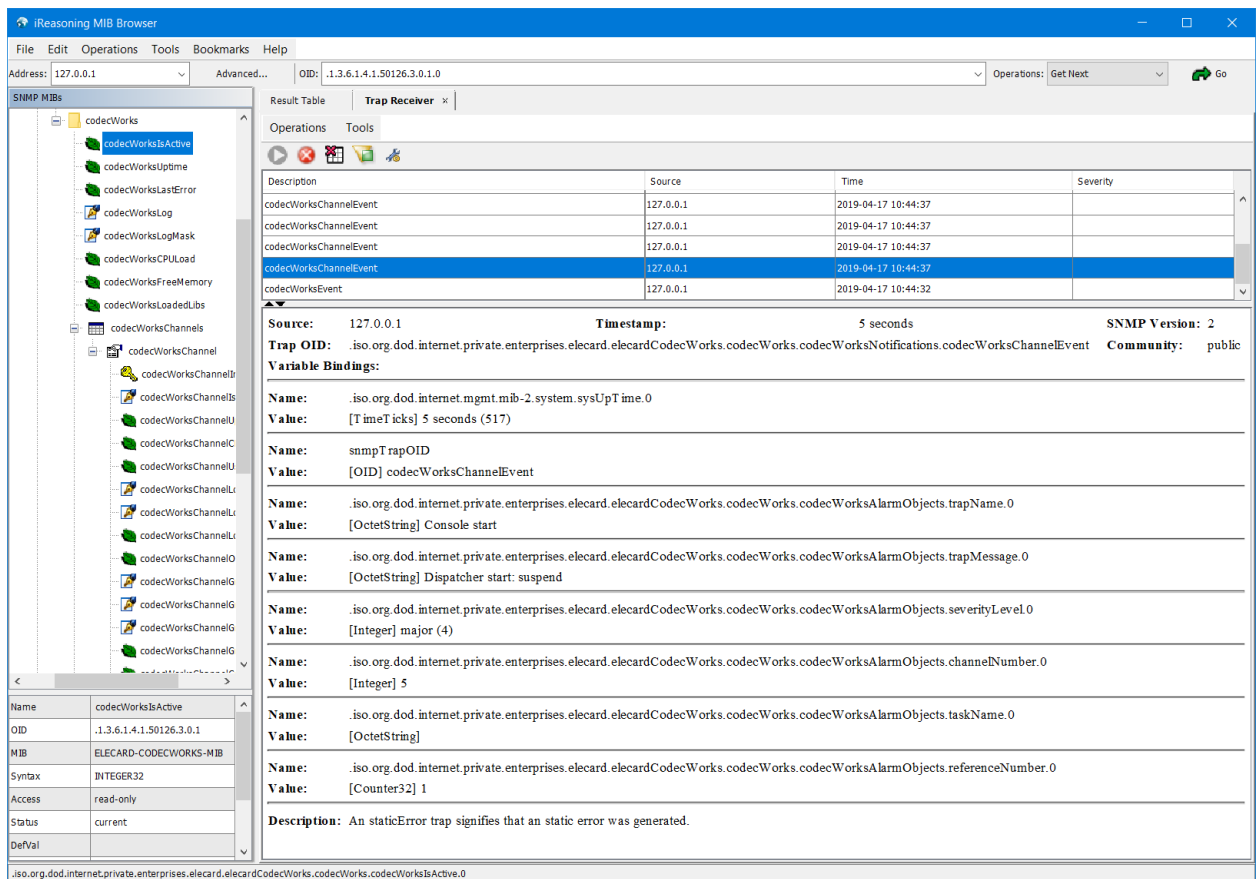 iReasoning MIB Browser
File Edit Operations Tools Bookmarks Help
Address: 127.0.0.1 Advanced... OID: .1.3.6.1.4.1.50126.3.0.1.0 Operations: Get Next Go
SNMP MIBs
codecWorks
codecWorksIsActive
codecWorksUptime
codecWorksLastError
codecWorksLog
codecWorksLogMask
codecWorksCPULoad
codecWorksFreeMemory
codecWorksLoadedLibs
codecWorksChannels
codecWorksChannel
codecWorksChannelIr
codecWorksChannelIs
codecWorksChannelU
codecWorksChannelC
codecWorksChannelU
codecWorksChannelLo
codecWorksChannelLo
codecWorksChannelLo
codecWorksChannelO
codecWorksChannelG
codecWorksChannelG
codecWorksChannelG
codecWorksChannelG
Name codecWorksIsActive
OID .1.3.6.1.4.1.50126.3.0.1
MIB ELECARD-CODECWORKS-MIB
Syntax INTEGER32
Access read-only
Status current
DefVal
Result Table Trap Receiver ×
Operations Tools
Description Source Time Severity
codecWorksChannelEvent 127.0.0.1 2019-04-17 10:44:37
codecWorksChannelEvent 127.0.0.1 2019-04-17 10:44:37
codecWorksChannelEvent 127.0.0.1 2019-04-17 10:44:37
codecWorksChannelEvent 127.0.0.1 2019-04-17 10:44:37
codecWorksEvent 127.0.0.1 2019-04-17 10:44:32
Source: 127.0.0.1 Timestamp: 5 seconds SNMP Version: 2
Trap OID: .iso.org.dod.internet.private.enterprises.elecard.elecardCodecWorks.codecWorks.codecWorksNotifications.codecWorksChannelEvent Community: public
Variable Bindings:
Name: .iso.org.dod.internet.mgmt.mib-2.system.sysUpTime.0
Value: [TimeTicks] 5 seconds (517)
Name: snmpTrapOID
Value: [OID] codecWorksChannelEvent
Name: .iso.org.dod.internet.private.enterprises.elecard.elecardCodecWorks.codecWorks.codecWorksAlarmObjects.trapName.0
Value: [OctetString] Console start
Name: .iso.org.dod.internet.private.enterprises.elecard.elecardCodecWorks.codecWorks.codecWorksAlarmObjects.trapMessage.0
Value: [OctetString] Dispatcher start: suspend
Name: .iso.org.dod.internet.private.enterprises.elecard.elecardCodecWorks.codecWorks.codecWorksAlarmObjects.severityLevel.0
Value: [Integer] major (4)
Name: .iso.org.dod.internet.private.enterprises.elecard.elecardCodecWorks.codecWorks.codecWorksAlarmObjects.channelNumber.0
Value: [Integer] 5
Name: .iso.org.dod.internet.private.enterprises.elecard.elecardCodecWorks.codecWorks.codecWorksAlarmObjects.taskName.0
Value: [OctetString]
Name: .iso.org.dod.internet.private.enterprises.elecard.elecardCodecWorks.codecWorks.codecWorksAlarmObjects.referenceNumber.0
Value: [Counter32] 1
Description: An staticError trap signifies that an static error was generated.
.iso.org.dod.internet.private.enterprises.elecard.elecardCodecWorks.codecWorks.codecWorksIsActive.0